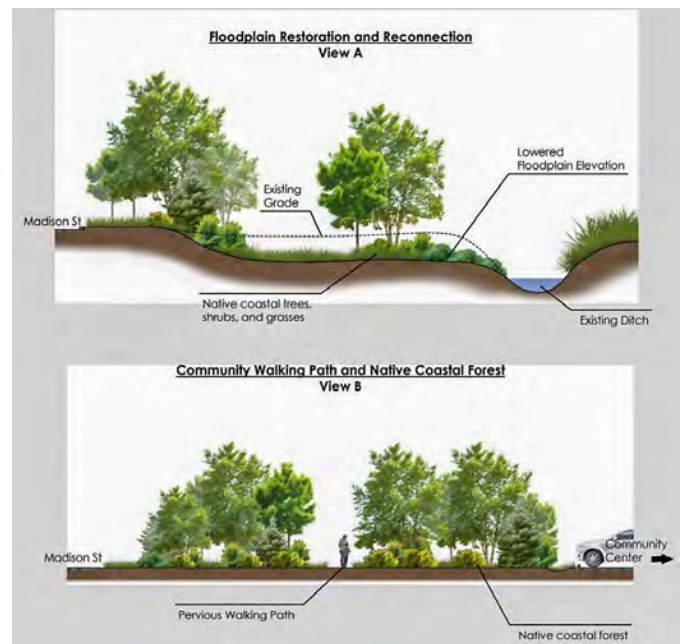 Floodplain Restoration and Reconnection
View A
Lowered
Floodplain Elevation
Existing
Grade
Madison St
Native coastal trees,
shrubs, and grasses
Existing Ditch
Community Walking Path and Native Coastal Forest
View B
Madison St
Community
Center
Pervious Walking Path
Native coastal forest